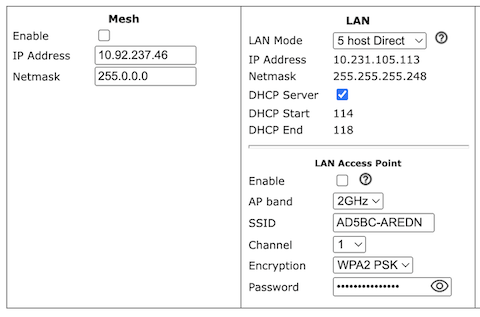 Mesh
Enable
IP Address 10.92.237.46
Netmask 255.0.0.0
LAN
LAN Mode 5 host Direct ?
IP Address 10.231.105.113
Netmask 255.255.255.248
DHCP Server
DHCP Start 114
DHCP End 118
LAN Access Point
Enable ?
AP band 2GHz
SSID AD5BC-AREDN
Channel 1
Encryption WPA2 PSK
Password •••••••••••••••